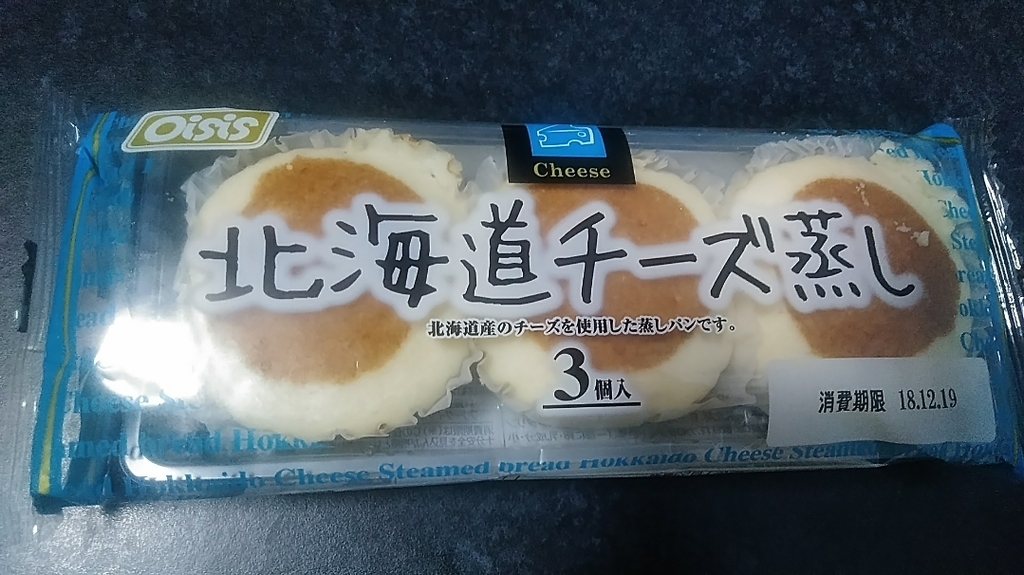 Oisis
Cheese
北海道チーズ蒸し
北海道産のチーズを使用した蒸しパンです。
3個入
消費期限 18.12.19
Hokkaido Cheese Steamed bread Hokkaido Cheese Steamed